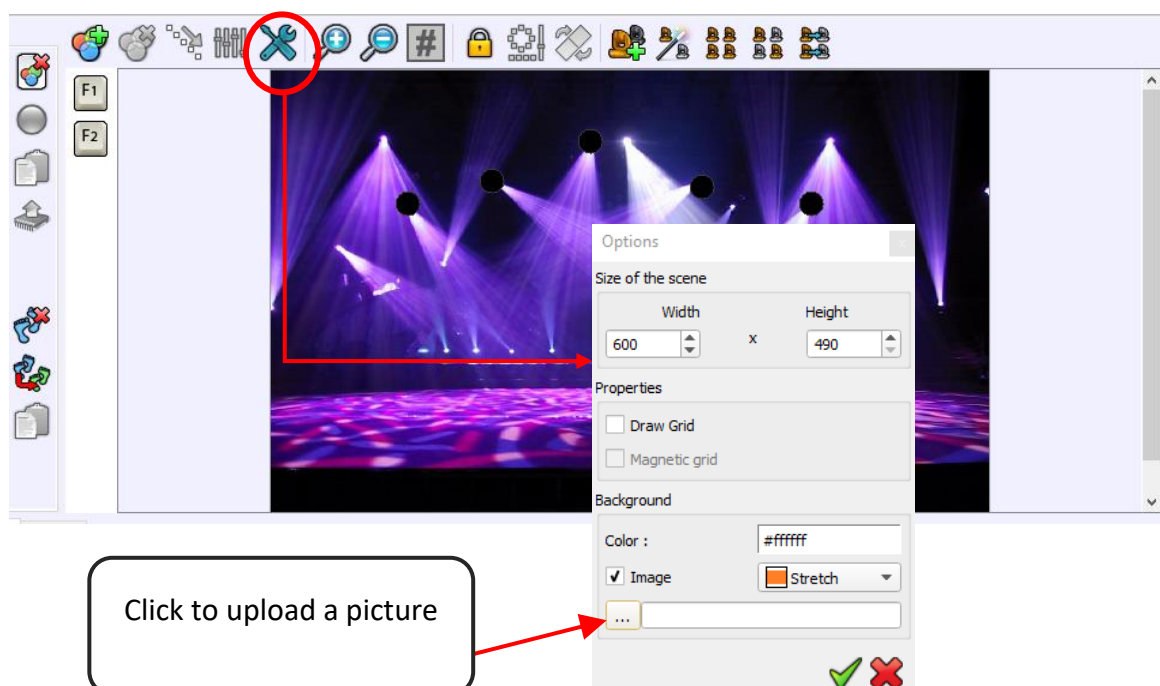 #
F1
F2
Options
x
Size of the scene
Width Height
600 x 490
Properties
Draw Grid
Magnetic grid
Background
Color : #ffffff
Image Stretch
...
Click to upload a picture